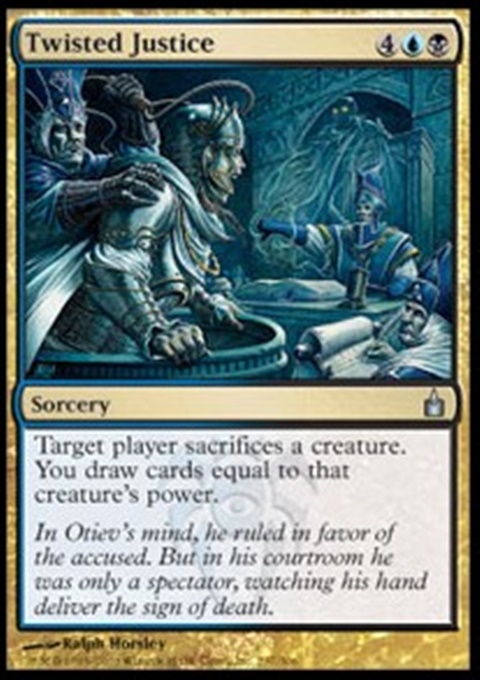 Twisted Justice 4
Sorcery
Target player sacrifices a creature.
You draw cards equal to that
creature's power.
In Otiev's mind, he ruled in favor of
the accused. But in his courtroom he
was only a spectator, watching his hand
deliver the sign of death.
Ralph Horsley